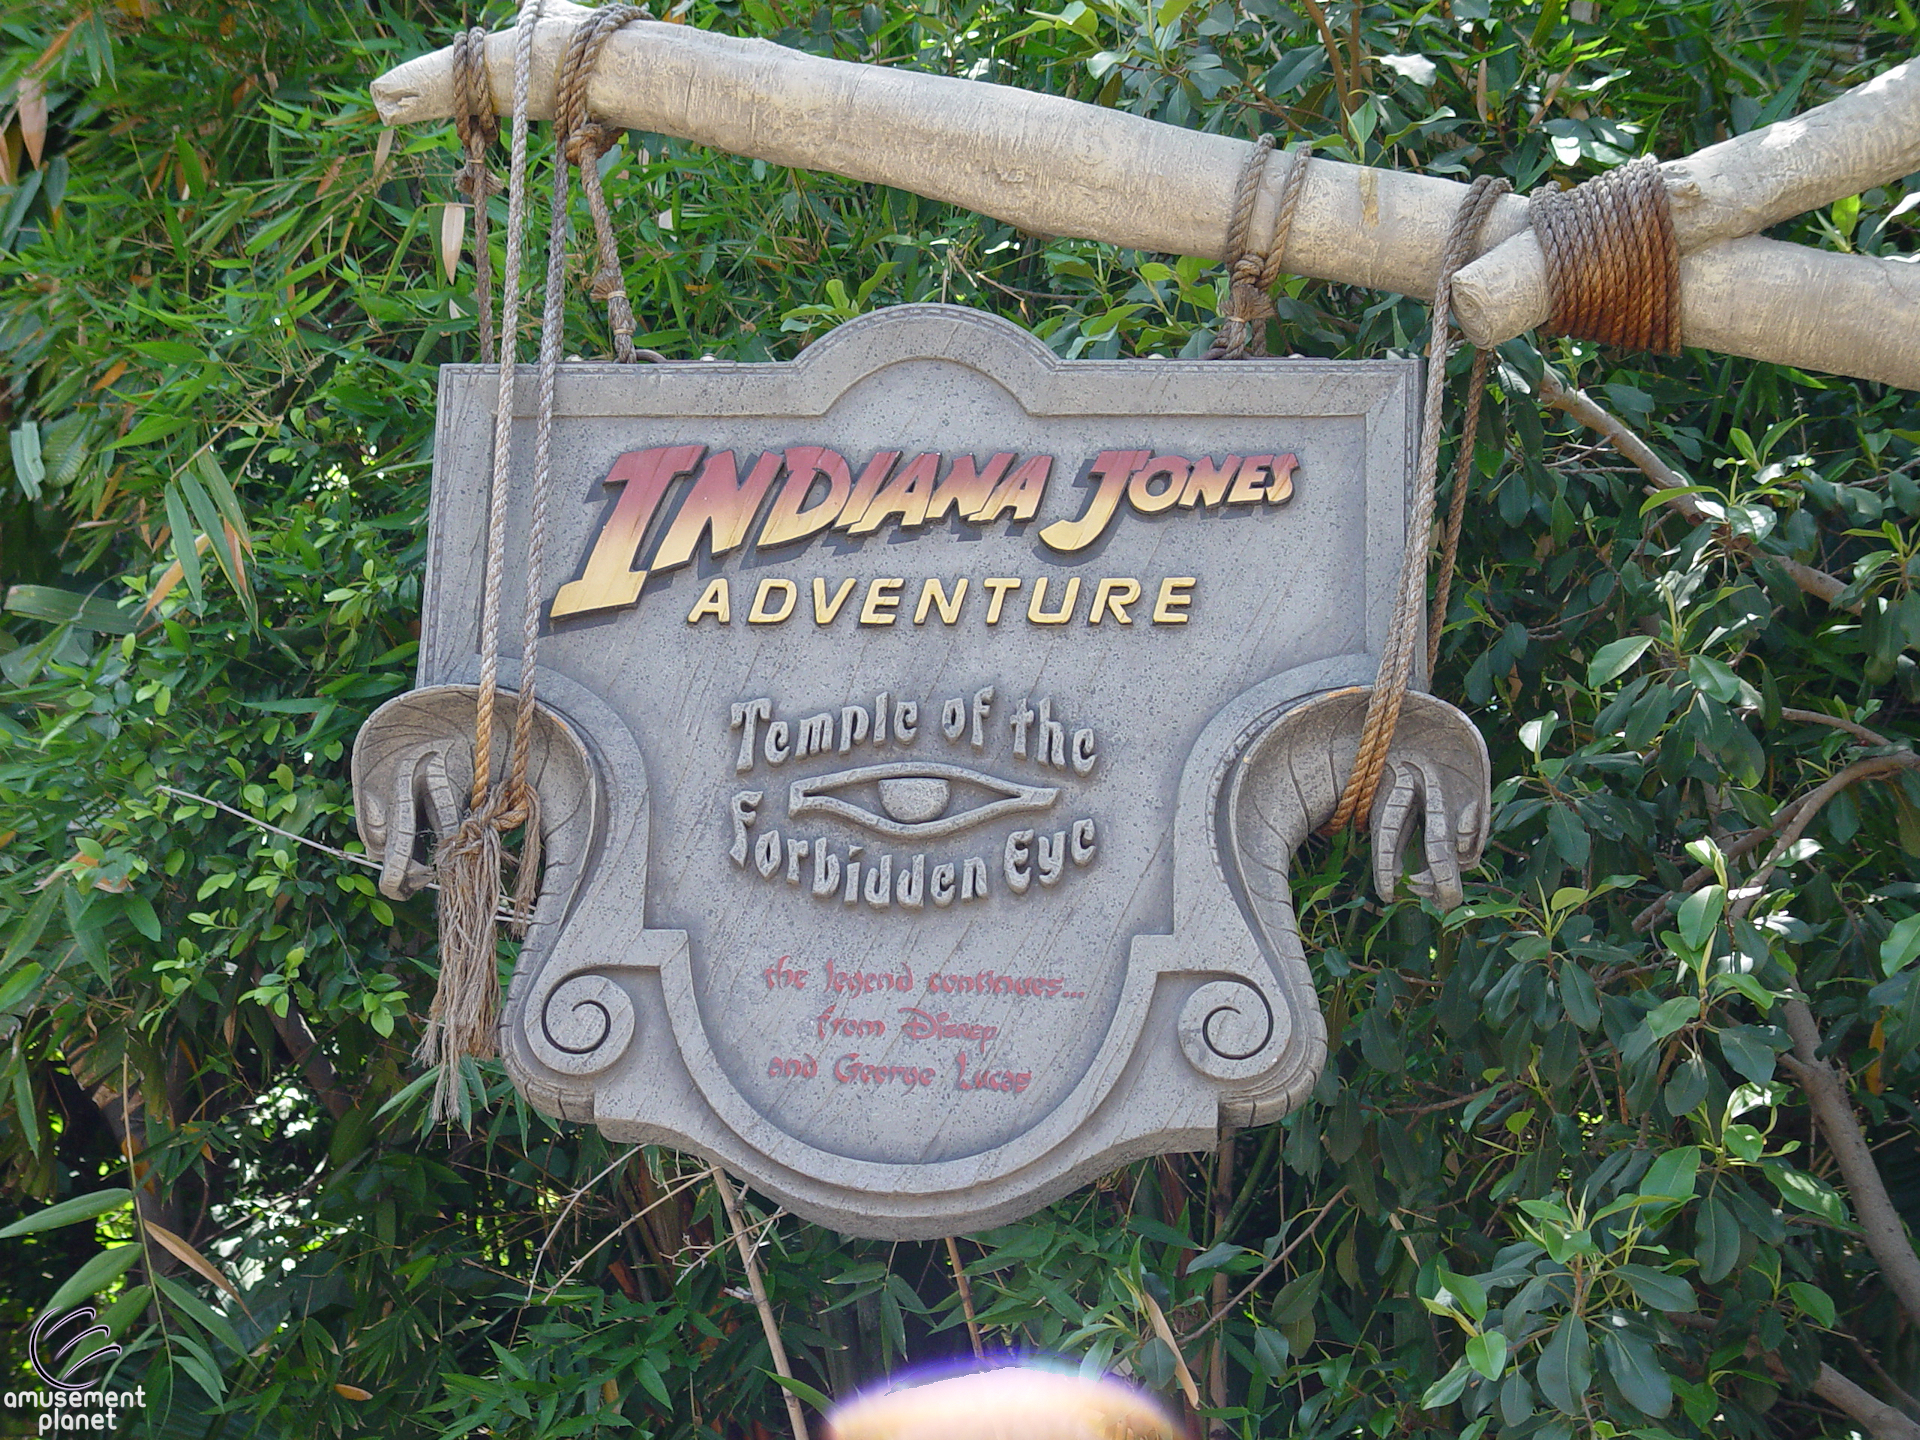 INDIANA JONES
ADVENTURE
Temple of the
Forbidden Eye
the legend continues...
from Disney
and George Lucas
amusement
planet